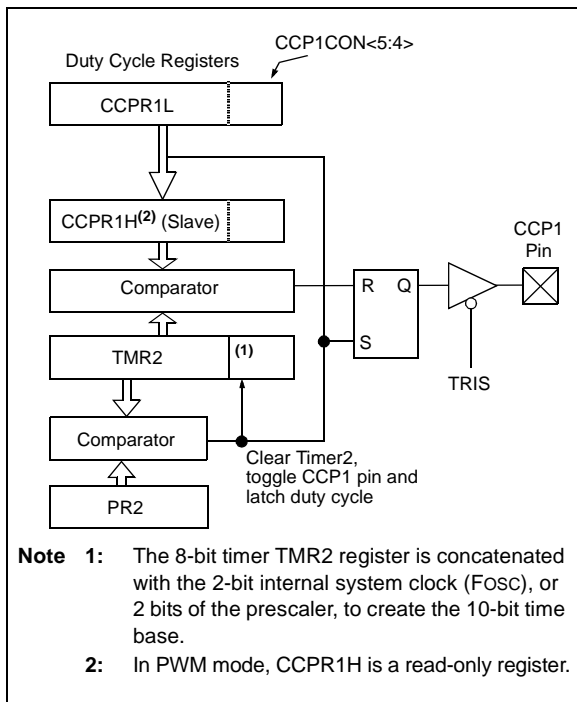 CCP1CON<5:4>
Duty Cycle Registers
CCPR1L
CCPR1H(2) (Slave)
CCP1
Pin
Comparator
R Q
S
TMR2
(1)
TRIS
Comparator
Clear Timer2,
toggle CCP1 pin and
latch duty cycle
PR2
Note 1: The 8-bit timer TMR2 register is concatenated
with the 2-bit internal system clock (FOSC), or
2 bits of the prescaler, to create the 10-bit time
base.
2: In PWM mode, CCPR1H is a read-only register.